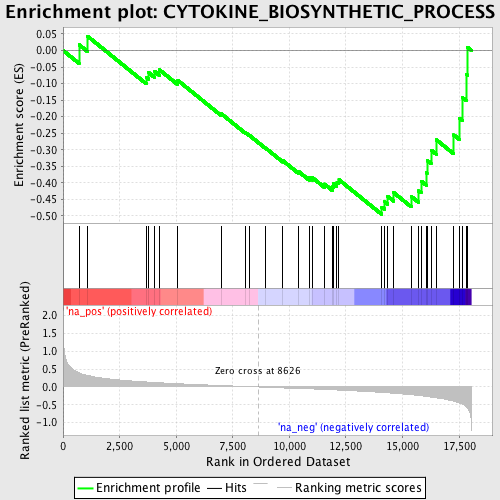 Enrichment plot: CYTOKINE_BIOSYNTHETIC_PROCESS
Enrichment score (ES)
0.05
0.00
-0.05
-0.10
-0.15
-0.20
-0.25
-0.30
-0.35
-0.40
-0.45
-0.50
'na_pos' (positively correlated)
Ranked list metric (PreRanked)
2.0
1.5
1.0
0.5
0.0
-0.5
-1.0
Zero cross at 8626
'na_neg' (negatively correlated)
0 2,500 5,000 7,500 10,000 12,500 15,000 17,500
Rank in Ordered Dataset
Enrichment profile Hits Ranking metric scores